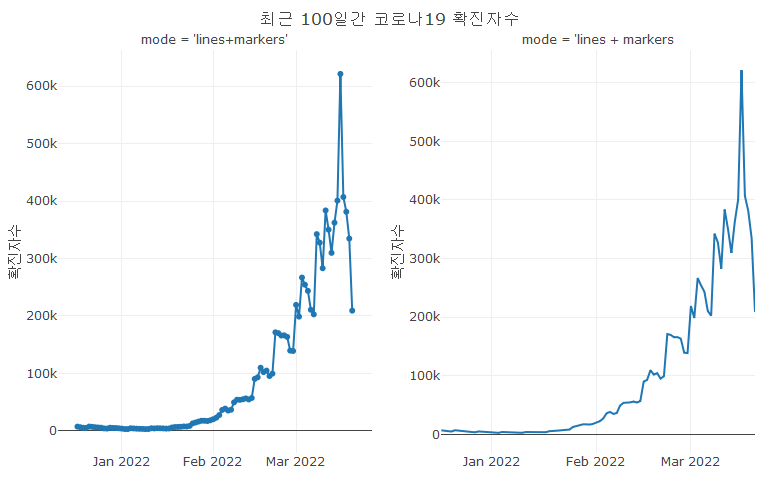 최근 100일간 코로나19 확진자수
mode = 'lines+markers'
확진자수
600k
500k
400k
300k
200k
100k
0
Jan 2022
Feb 2022
Mar 2022
mode = 'lines + markers
확진자수
600k
500k
400k
300k
200k
100k
0
Jan 2022
Feb 2022
Mar 2022